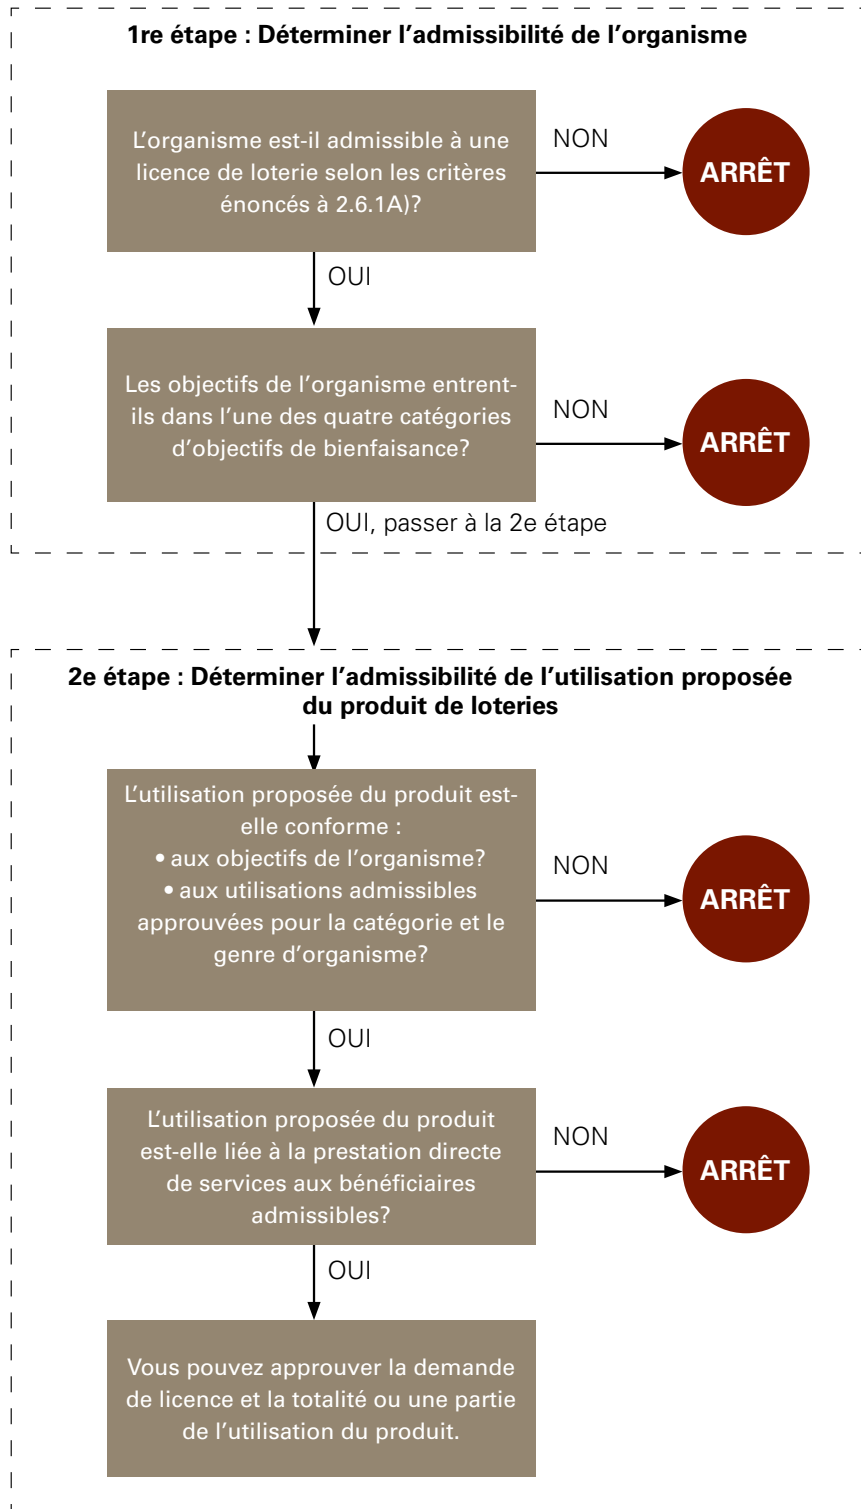 1re étape : Déterminer l’admissibilité de l’organisme
L’organisme est-il admissible à une
licence de loterie selon les critères
énoncés à 2.6.1A)?
NON
ARRÊT
OUI
Les objectifs de l’organisme entrent-
ils dans l’une des quatre catégories
d’objectifs de bienfaisance?
NON
ARRÊT
OUI, passer à la 2e étape
2e étape : Déterminer l’admissibilité de l’utilisation proposée
du produit de loteries
L’utilisation proposée du produit est-
elle conforme :
• aux objectifs de l’organisme?
• aux utilisations admissibles
approuvées pour la catégorie et le
genre d’organisme?
NON
ARRÊT
OUI
L’utilisation proposée du produit
est-elle liée à la prestation directe
de services aux bénéficiaires
admissibles?
NON
ARRÊT
OUI
Vous pouvez approuver la demande
de licence et la totalité ou une partie
de l’utilisation du produit.